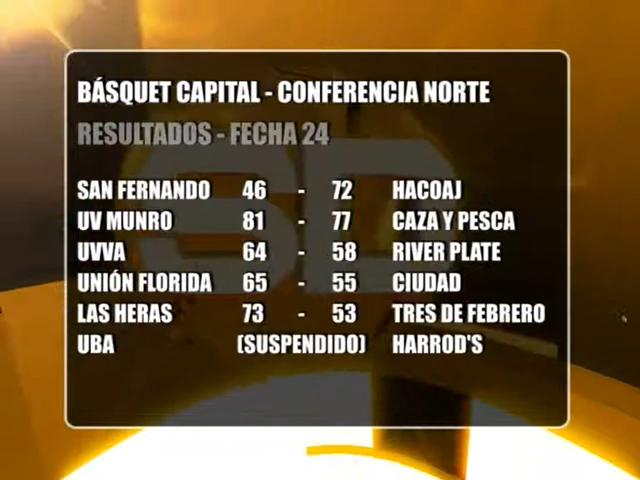 BÁSQUET CAPITAL - CONFERENCIA NORTE
RESULTADOS - FECHA 24
SAN FERNANDO 46 - 72 HACOAJ
UV MUNRO 81 - 77 CAZA Y PESCA
UVVA 64 - 58 RIVER PLATE
UNIÓN FLORIDA 65 - 55 CIUDAD
LAS HERAS 73 - 53 TRES DE FEBRERO
UBA (SUSPENDIDO) HARROD'S